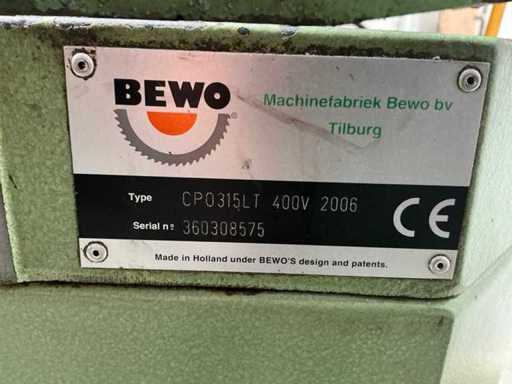 BEWO
®
Machinefabriek Bewo bv
Tilburg
Type CPO315LT 400V 2006
Serial nº 360308575
CE
Made in Holland under BEWO'S design and patents.